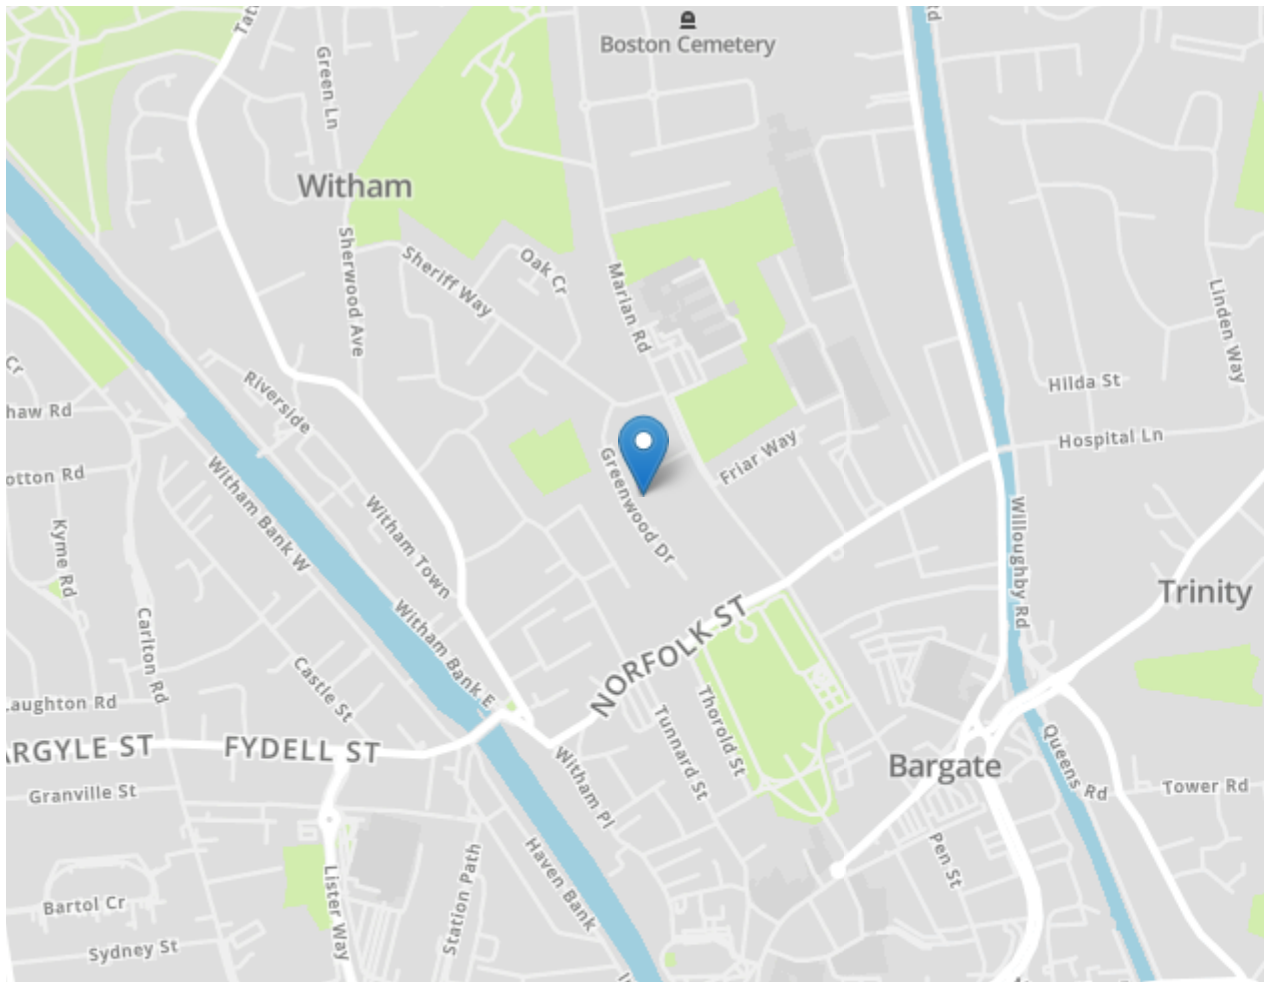 Tat
Green Ln
Boston Cemetery
Rd
Witham
Sherwood Ave
Sheriff Way
Oak Cr
Marian Rd
Linden Way
Cr
haw Rd
Riverside
Hilda St
Hospital Ln
otton Rd
Witham Bank W
Greenwood Dr
Friar Way
Kyme Rd
Witham Town
Willoughby Rd
Trinity
Carlton Rd
Witham Bank E
NORFOLK ST
Castle St
Laughton Rd
Tunnard St
Thorold St
ARGYLE ST
FYDELL ST
Witham Pl
Bargate
Queens Rd
Granville St
Tower Rd
Lister Way
Station Path
Haven Bank
Pen St
Bartol Cr
Sydney St